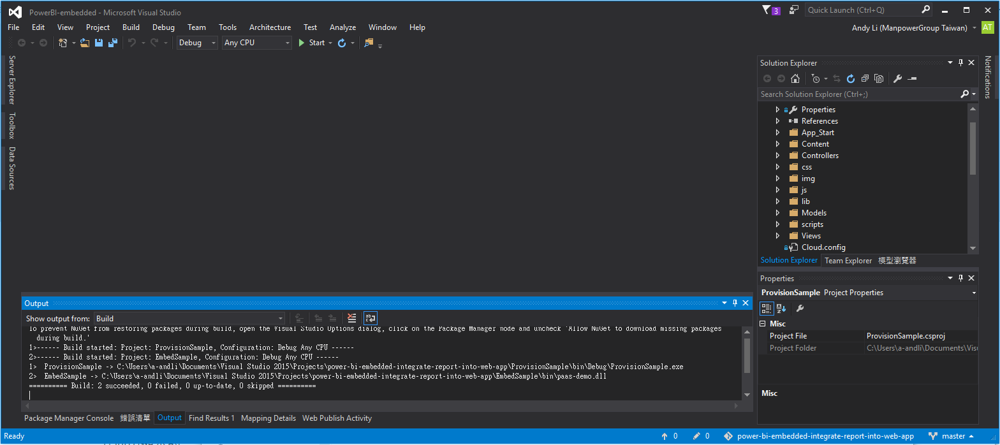 PowerBI-embedded - Microsoft Visual Studio
3
Quick Launch (Ctrl+Q)
File Edit View Project Build Debug Team Tools Architecture Test Analyze Window Help
Andy Li (ManpowerGroup Taiwan)
AT
Debug
Any CPU
Start
Server Explorer
Toolbox
Data Sources
Solution Explorer
Search Solution Explorer (Ctrl+;)
Properties
References
App_Start
Content
Controllers
css
img
js
lib
Models
scripts
Views
Cloud.config
Solution Explorer Team Explorer 模型瀏覽器
Notifications
Properties
ProvisionSample Project Properties
Misc
Project File ProvisionSample.csproj
Project Folder C:\Users\a-andli\Documents\Visu
Misc
Output
Show output from: Build
To prevent NuGet from restoring packages during build, open the Visual Studio Options dialog, click on the Package Manager node and uncheck 'Allow NuGet to download missing packages
during build.'
1>------ Build started: Project: ProvisionSample, Configuration: Debug Any CPU ------
2>------ Build started: Project: EmbedSample, Configuration: Debug Any CPU ------
1>  ProvisionSample -> C:\Users\a-andli\Documents\Visual Studio 2015\Projects\power-bi-embedded-integrate-report-into-web-app\ProvisionSample\bin\Debug\ProvisionSample.exe
2>  EmbedSample -> C:\Users\a-andli\Documents\Visual Studio 2015\Projects\power-bi-embedded-integrate-report-into-web-app\EmbedSample\bin\paas-demo.dll
========== Build: 2 succeeded, 0 failed, 0 up-to-date, 0 skipped ==========
Package Manager Console 錯誤清單 Output Find Results 1 Mapping Details Web Publish Activity
Ready
0 0 power-bi-embedded-integrate-report-into-web-app master